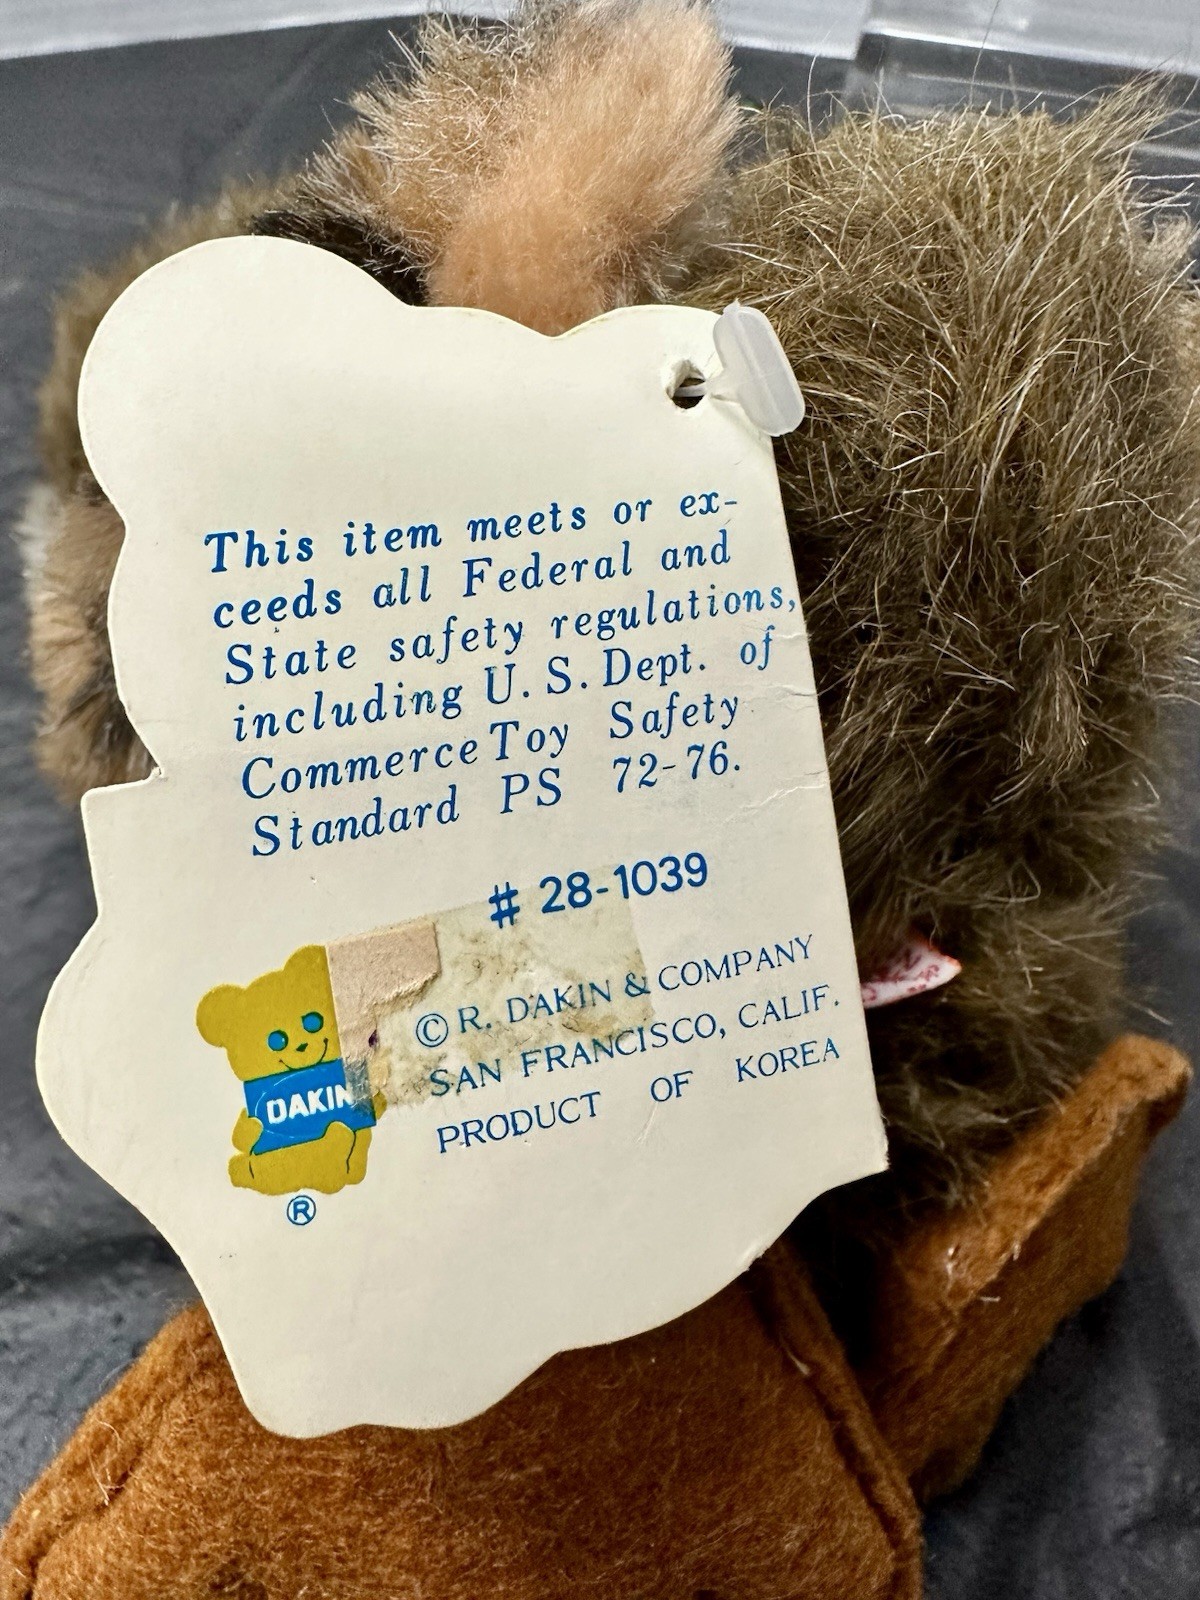 This item meets or ex-
ceeds all Federal and
State safety regulations,
including U. S. Dept. of
Commerce Toy Safety
Standard PS 72-76.
# 28-1039
DAKIN
®
© R. DAKIN & COMPANY
SAN FRANCISCO, CALIF.
PRODUCT OF KOREA